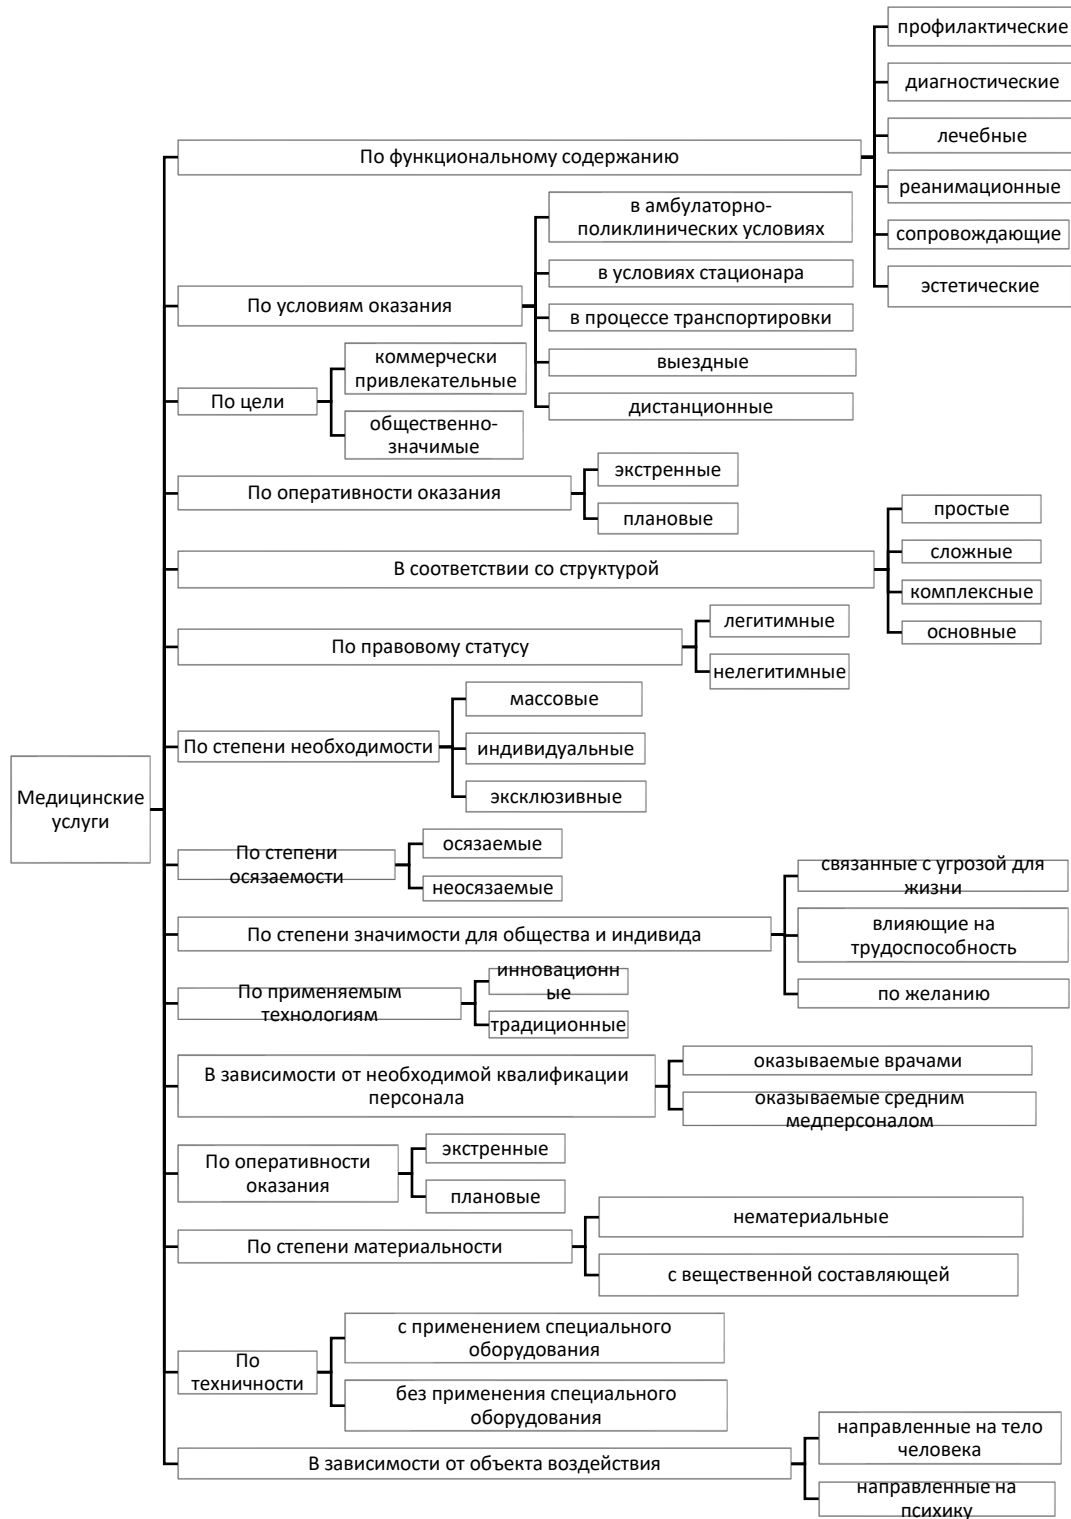 Медицинские
услуги
По функциональному содержанию
профилактические
диагностические
лечебные
реанимационные
сопровождающие
эстетические
По условиям оказания
в амбулаторно-
поликлинических условиях
в условиях стационара
в процессе транспортировки
выездные
дистанционные
По цели
коммерчески
привлекательные
общественно-
значимые
По оперативности оказания
экстренные
плановые
В соответствии со структурой
простые
сложные
комплексные
основные
По правовому статусу
легитимные
нелегитимные
По степени необходимости
массовые
индивидуальные
эксклюзивные
По степени
осязаемости
осязаемые
неосязаемые
По степени значимости для общества и индивида
связанные с угрозой для
жизни
влияющие на
трудоспособность
по желанию
По применяемым
технологиям
инновационн
ые
традиционные
В зависимости от необходимой квалификации
персонала
оказываемые врачами
оказываемые средним
медперсоналом
По оперативности
оказания
экстренные
плановые
По степени материальности
нематериальные
с вещественной составляющей
По
техничности
с применением специального
оборудования
без применения специального
оборудования
В зависимости от объекта воздействия
направленные на тело
человека
направленные на
психику